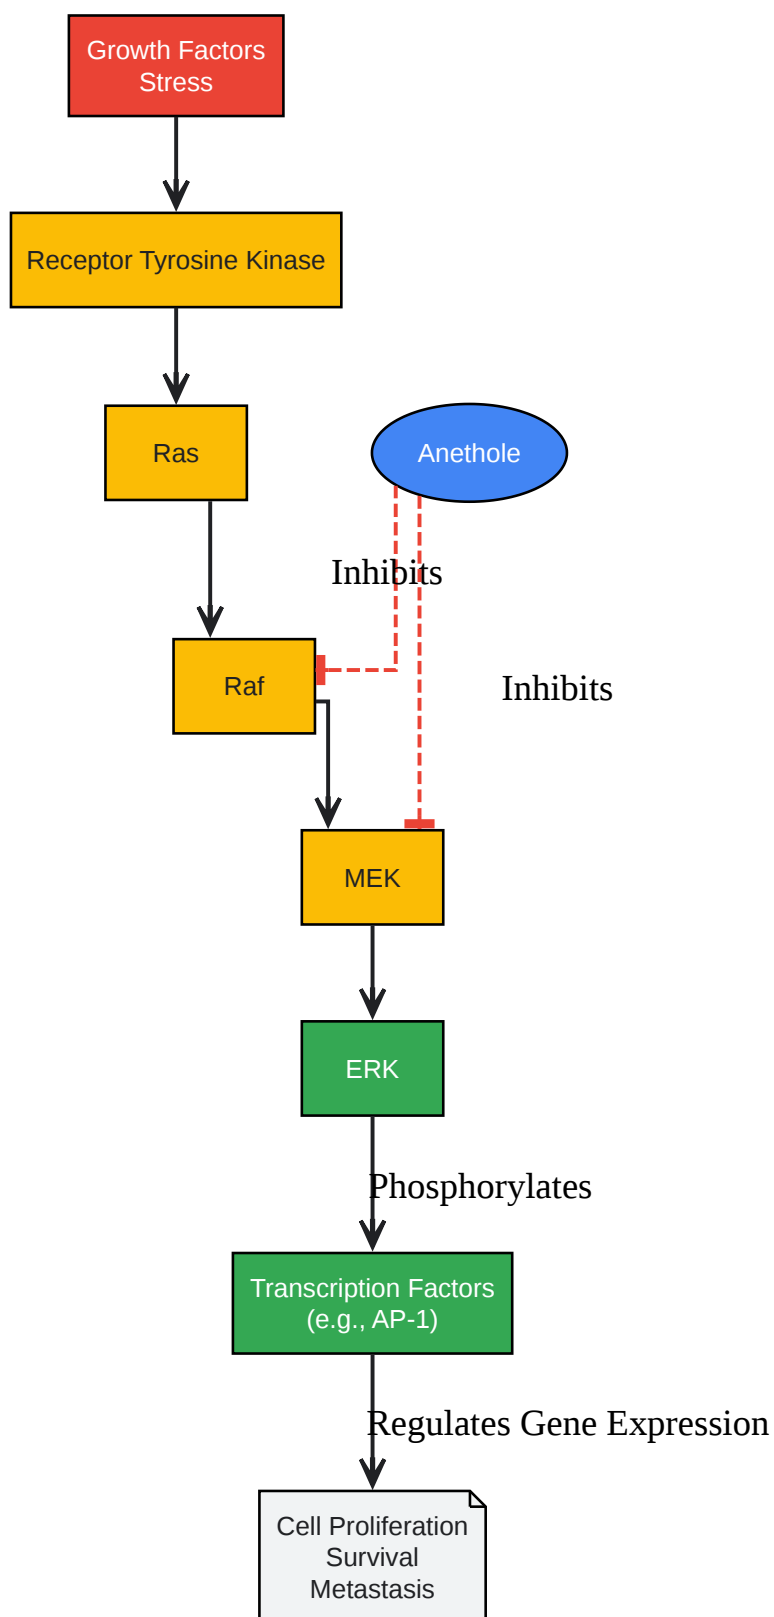 Growth Factors
Stress
Receptor Tyrosine Kinase
Ras
Anethole
Inhibits
Raf
Inhibits
MEK
ERK
Phosphorylates
Transcription Factors
(e.g., AP-1)
Regulates Gene Expression
Cell Proliferation
Survival
Metastasis